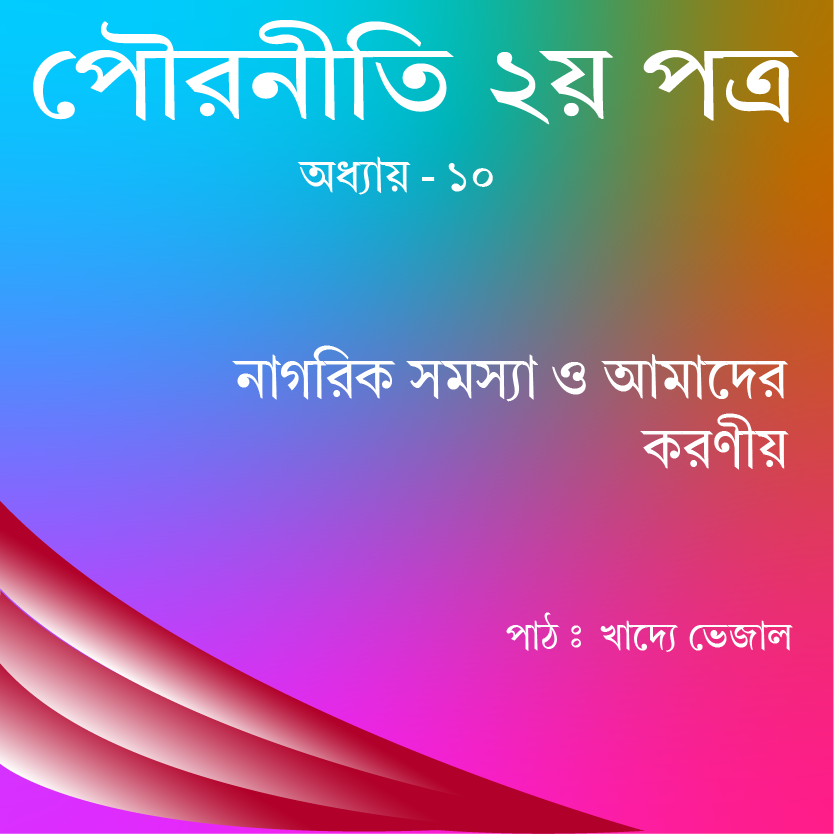 পৌরনীতি ২য় পত্র
অধ্যায় - ১০
নাগরিক সমস্যা ও আমাদের
করণীয়
পাঠ ঃ খাদ্যে ভেজাল